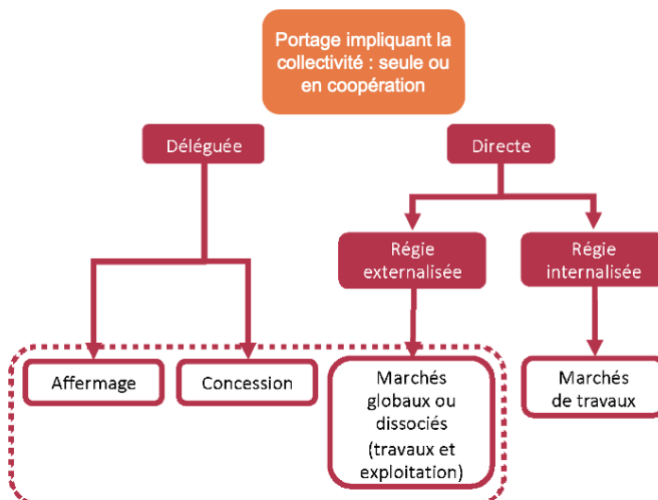 Portage impliquant la
collectivité : seule ou
en coopération
Déléguée
Directe
Régie
externalisée
Régie
internalisée
Affermage
Concession
Marchés
globaux ou
dissociés
(travaux et
exploitation)
Marchés
de travaux